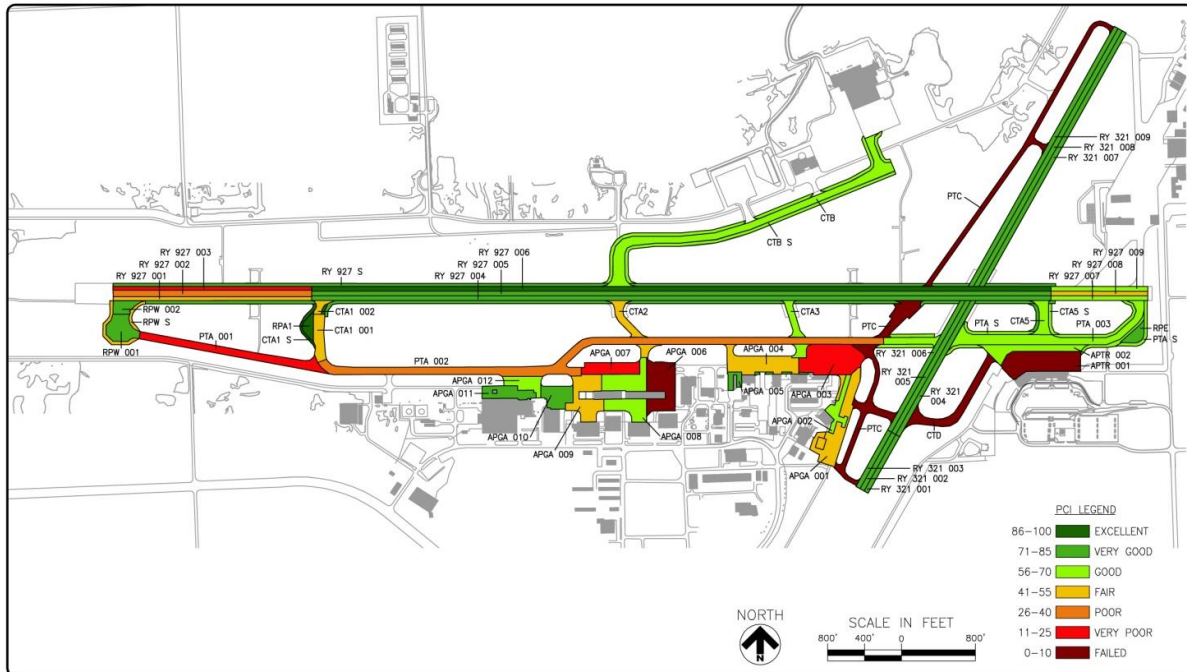 RY 321 009
RY 321 008
RY 321 007
PTC
CTB
CTB S
RY 927 003
RY 927 002
RY 927 001
RY 927 S
RY 927 006
RY 927 005
RY 927 004
RY 927 009
RY 927 008
RY 927 007
RPW 002
RPW S
RPW 001
PTA 001
RPA1
CTA1 S
CTA1 002
CTA1 001
CTA2
CTA3
PTC
PTA S
CTA5
CTA5 S
PTA 003
RPE
PTA S
PTA 002
APGA 007
APGA 006
APGA 004
RY 321 006
APTR 002
APTR 001
APGA 012
APGA 011
APGA 005
APGA 003
RY 321
005
RY 321
004
APGA 010
APGA 009
APGA 008
APGA 002
PTC
CTD
APGA 001
RY 321 003
RY 321 002
RY 321 001
PCI LEGEND
86-100 EXCELLENT
71-85 VERY GOOD
56-70 GOOD
41-55 FAIR
26-40 POOR
11-25 VERY POOR
0-10 FAILED
NORTH
N
SCALE IN FEET
800' 400 0 800'